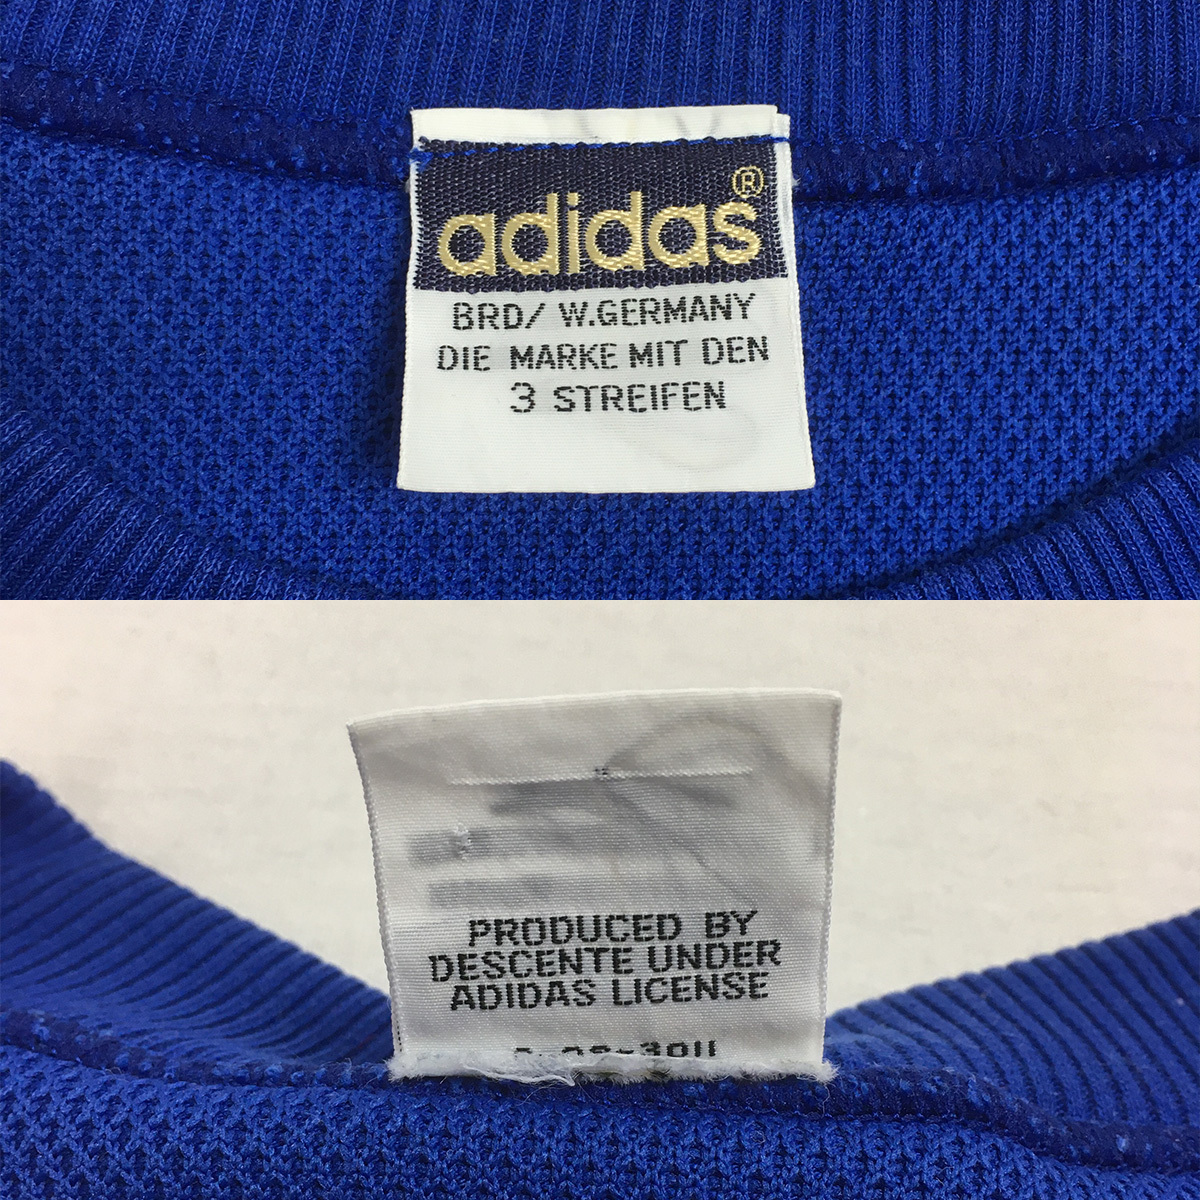 adidas®
BRD/ W.GERMANY
DIE MARKE MIT DEN
3 STREIFEN
PRODUCED BY
DESCENTE UNDER
ADIDAS LICENSE